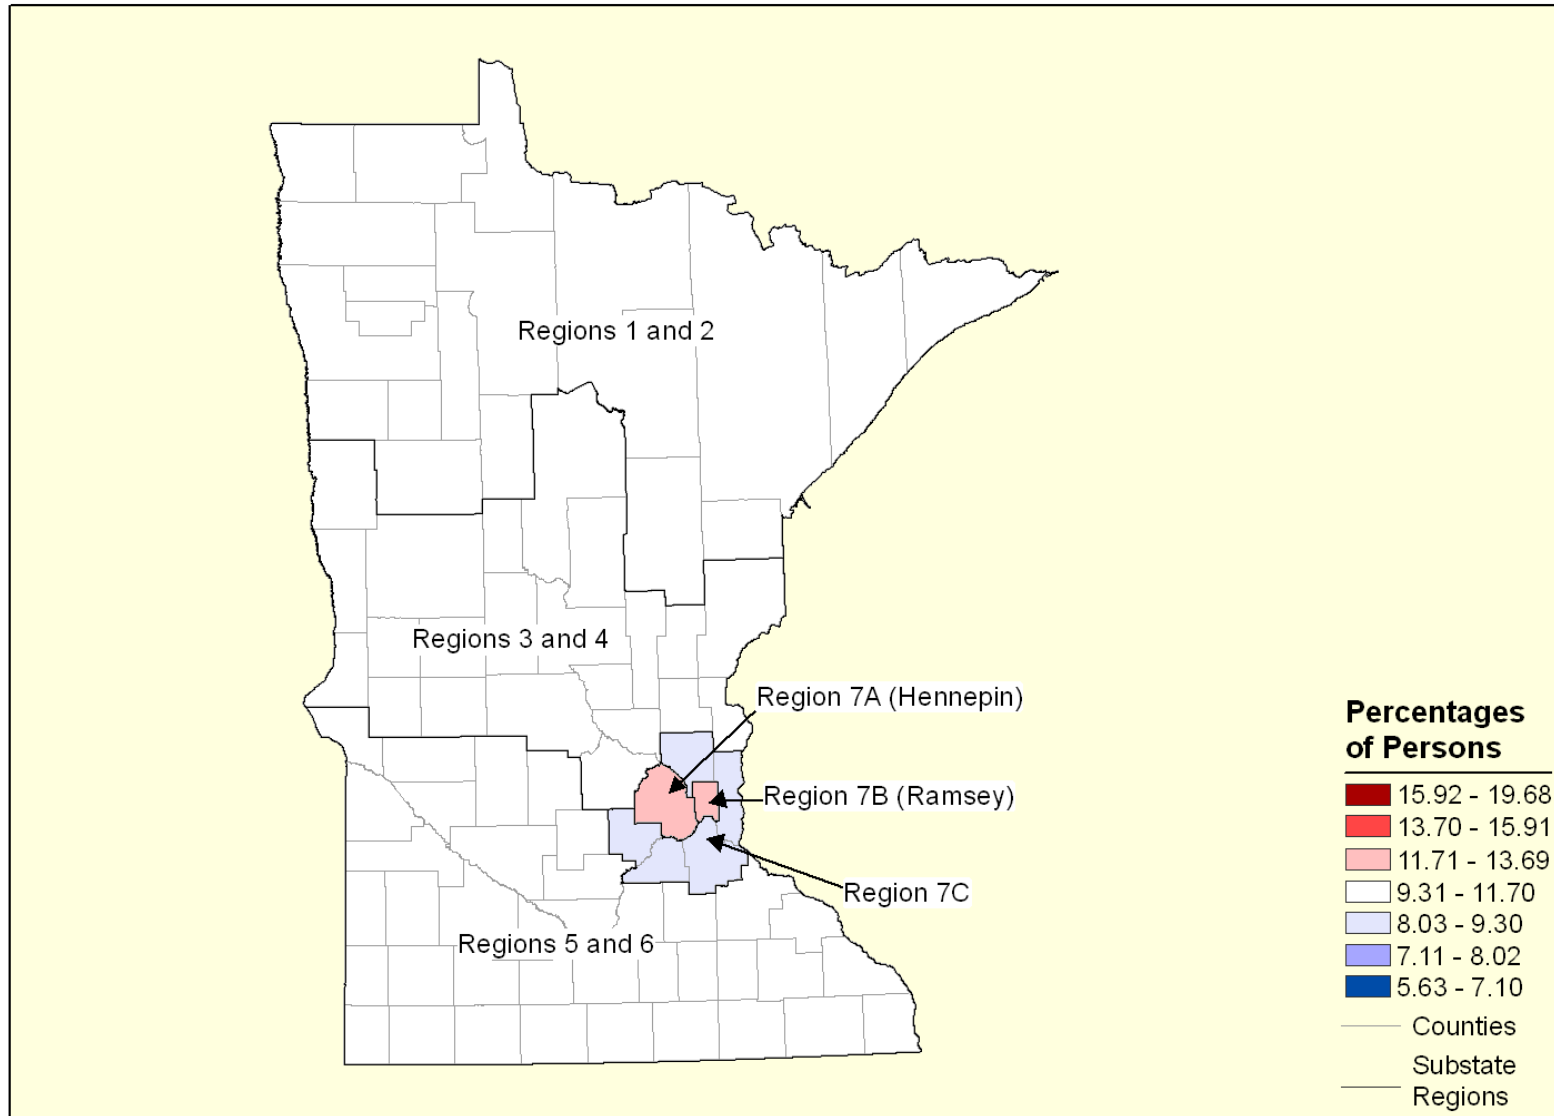 Regions 1 and 2
Regions 3 and 4
Region 7A (Hennepin)
Region 7B (Ramsey)
Region 7C
Regions 5 and 6
Percentages
of Persons
15.92 - 19.68
13.70 - 15.91
11.71 - 13.69
9.31 - 11.70
8.03 - 9.30
7.11 - 8.02
5.63 - 7.10
Counties
Substate
Regions